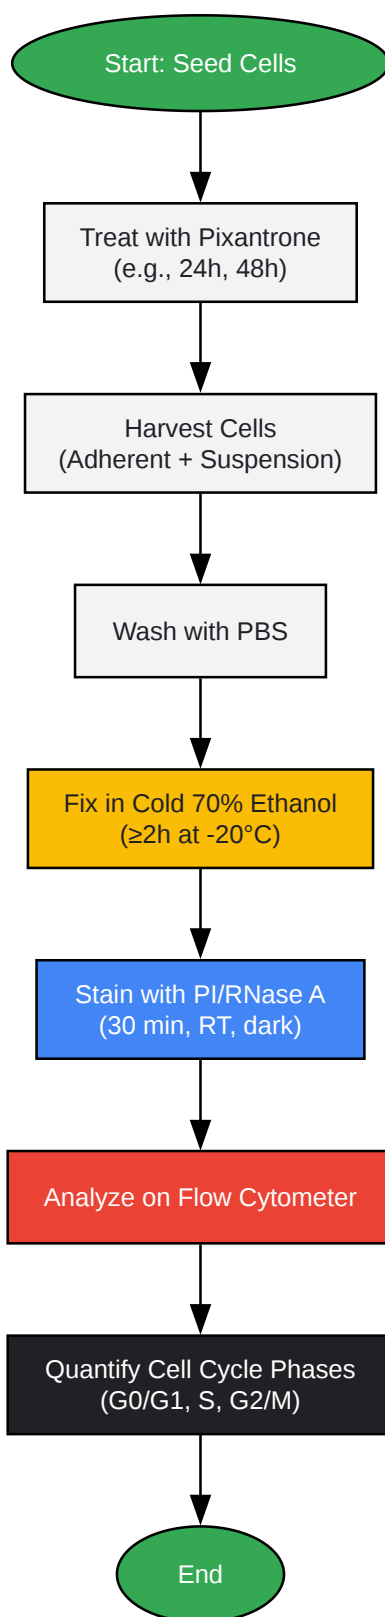 Start: Seed Cells
Treat with Pixantrone
(e.g., 24h, 48h)
Harvest Cells
(Adherent + Suspension)
Wash with PBS
Fix in Cold 70% Ethanol
(≥2h at -20°C)
Stain with PI/RNase A
(30 min, RT, dark)
Analyze on Flow Cytometer
Quantify Cell Cycle Phases
(G0/G1, S, G2/M)
End